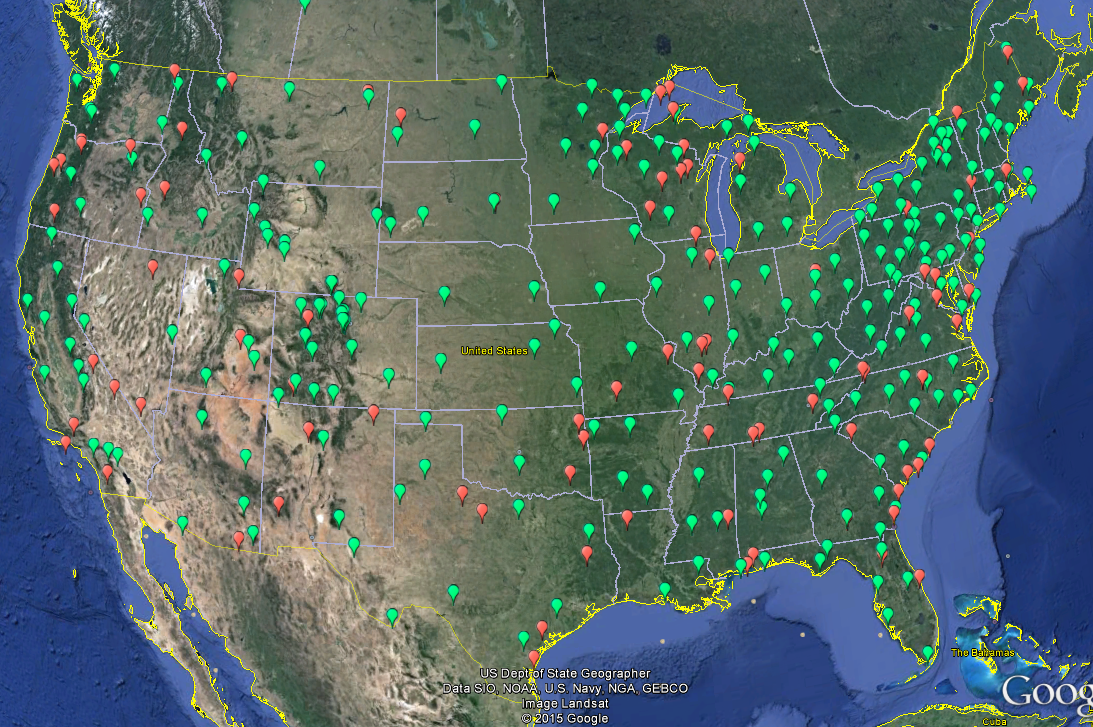 United States
The Bahamas
US Dept of State Geographer
Data SIO, NOAA, U.S. Navy, NGA, GEBCO
Image Landsat
© 2015 Google
Goog
Cuba